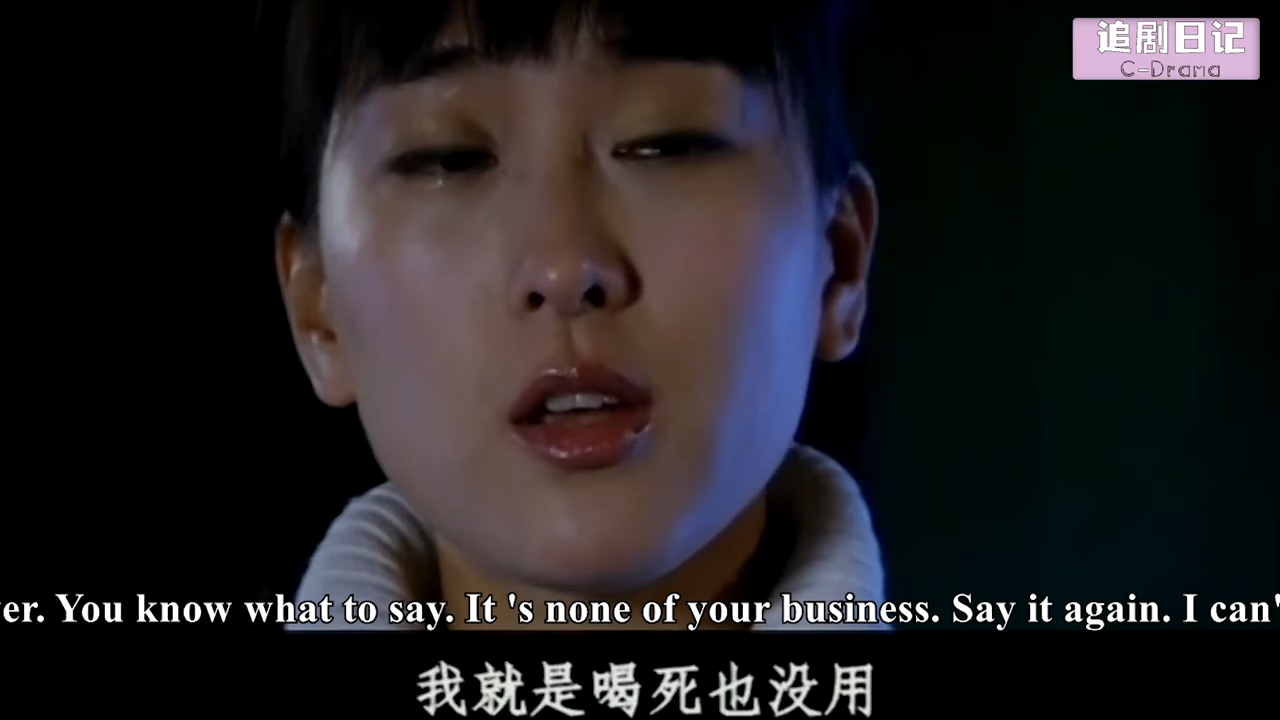 追剧日记
C-Drama
er. You know what to say. It 's none of your business. Say it again. I can'
我就是喝死也没用